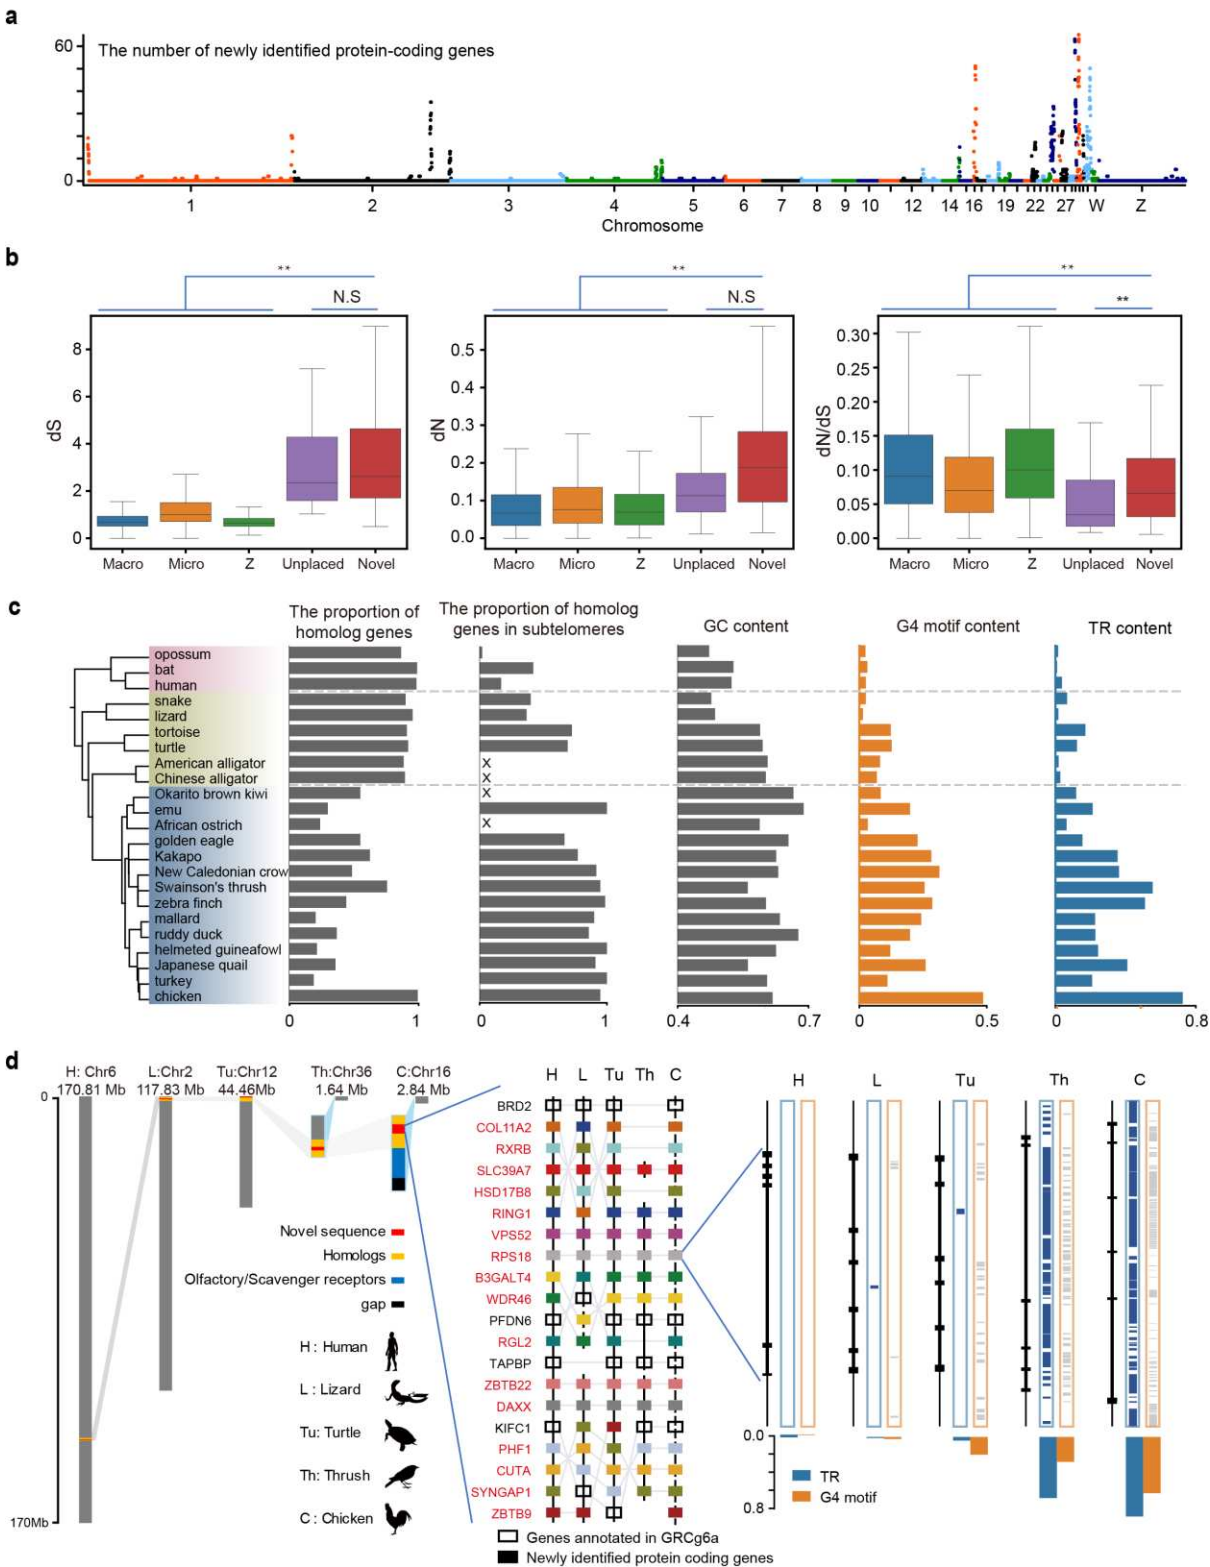 a
The number of newly identified protein-coding genes
60
0
1 2 3 4 5 6 7 8 9 10 12 14 16 19 22 27 W Z
Chromosome
b
** ** **
N.S N.S **
dS
8
6
4
2
0
Macro Micro Z Unplaced Novel
dN
0.5
0.4
0.3
0.2
0.1
0.0
Macro Micro Z Unplaced Novel
dN/dS
0.30
0.25
0.20
0.15
0.10
0.05
0.00
Macro Micro Z Unplaced Novel
c
The proportion of
homolog genes
The proportion of homolog
genes in subtelomeres
GC content
G4 motif content
TR content
opossum
bat
human
snake
lizard
tortoise
turtle
American alligator X
Chinese alligator X
Okarito brown kiwi X
emu
African ostrich X
golden eagle
Kakapo
New Caledonian crow
Swainson's thrush
zebra finch
mallard
ruddy duck
helmeted guineafowl
Japanese quail
turkey
chicken
0 1 0 1 0.4 0.7 0 0.5 0 0.8
d
H: Chr6 L:Chr2 Tu:Chr12 Th:Chr36 C:Chr16
170.81 Mb 117.83 Mb 44.46Mb 1.64 Mb 2.84 Mb
0
170Mb
Novel sequence
Homologs
Olfactory/Scavenger receptors
gap
H : Human
L : Lizard
Tu: Turtle
Th: Thrush
C : Chicken
H L Tu Th C
BRD2
COL11A2
RXRB
SLC39A7
HSD17B8
RING1
VPS52
RPS18
B3GALT4
WDR46
PFDN6
RGL2
TAPBP
ZBTB22
DAXX
KIFC1
PHF1
CUTA
SYNGAP1
ZBTB9
Genes annotated in GRCg6a
Newly identified protein coding genes
H L Tu Th C
0.0
0.8
TR
G4 motif